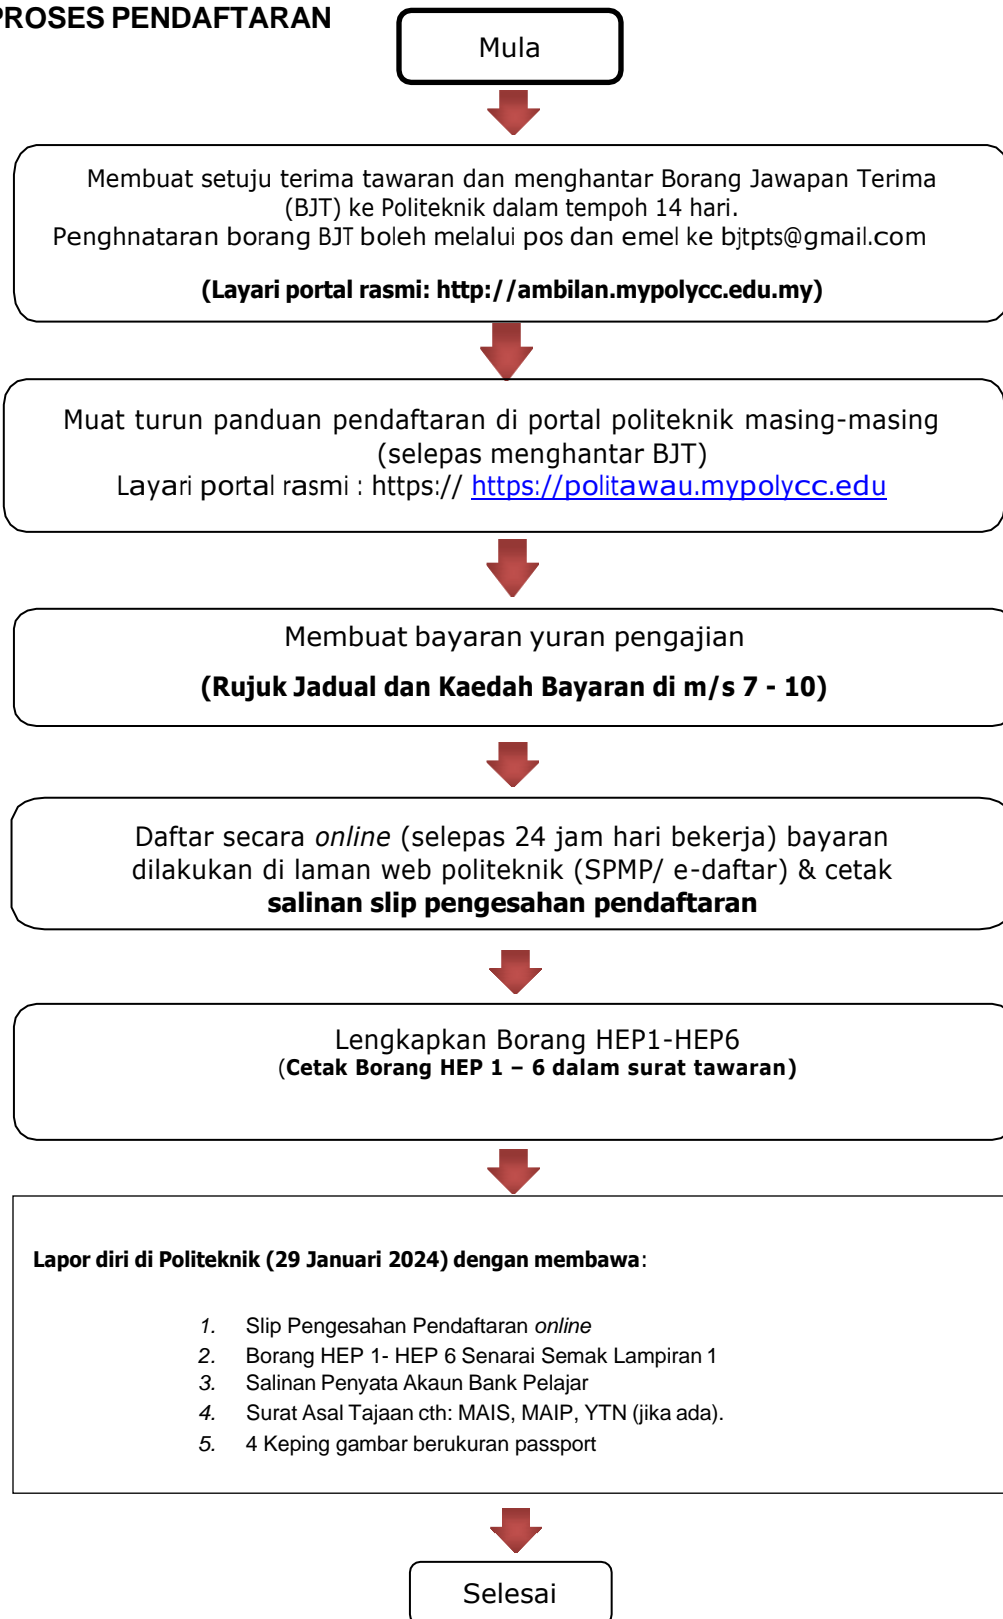 PROSES PENDAFTARAN
Mula
Membuat setuju terima tawaran dan menghantar Borang Jawapan Terima
(BJT) ke Politeknik dalam tempoh 14 hari.
Penghnataran borang BJT boleh melalui pos dan emel ke bjtpts@gmail.com
(Layari portal rasmi: http://ambilan.mypolycc.edu.my)
Muat turun panduan pendaftaran di portal politeknik masing-masing
(selepas menghantar BJT)
Layari portal rasmi : https:// https://politawau.mypolycc.edu
Membuat bayaran yuran pengajian
(Rujuk Jadual dan Kaedah Bayaran di m/s 7 - 10)
Daftar secara online (selepas 24 jam hari bekerja) bayaran
dilakukan di laman web politeknik (SPMP/ e-daftar) & cetak
salinan slip pengesahan pendaftaran
Lengkapkan Borang HEP1-HEP6
(Cetak Borang HEP 1 – 6 dalam surat tawaran)
Lapor diri di Politeknik (29 Januari 2024) dengan membawa:
1. Slip Pengesahan Pendaftaran online
2. Borang HEP 1- HEP 6 Senarai Semak Lampiran 1
3. Salinan Penyata Akaun Bank Pelajar
4. Surat Asal Tajaan cth: MAIS, MAIP, YTN (jika ada).
5. 4 Keping gambar berukuran passport
Selesai